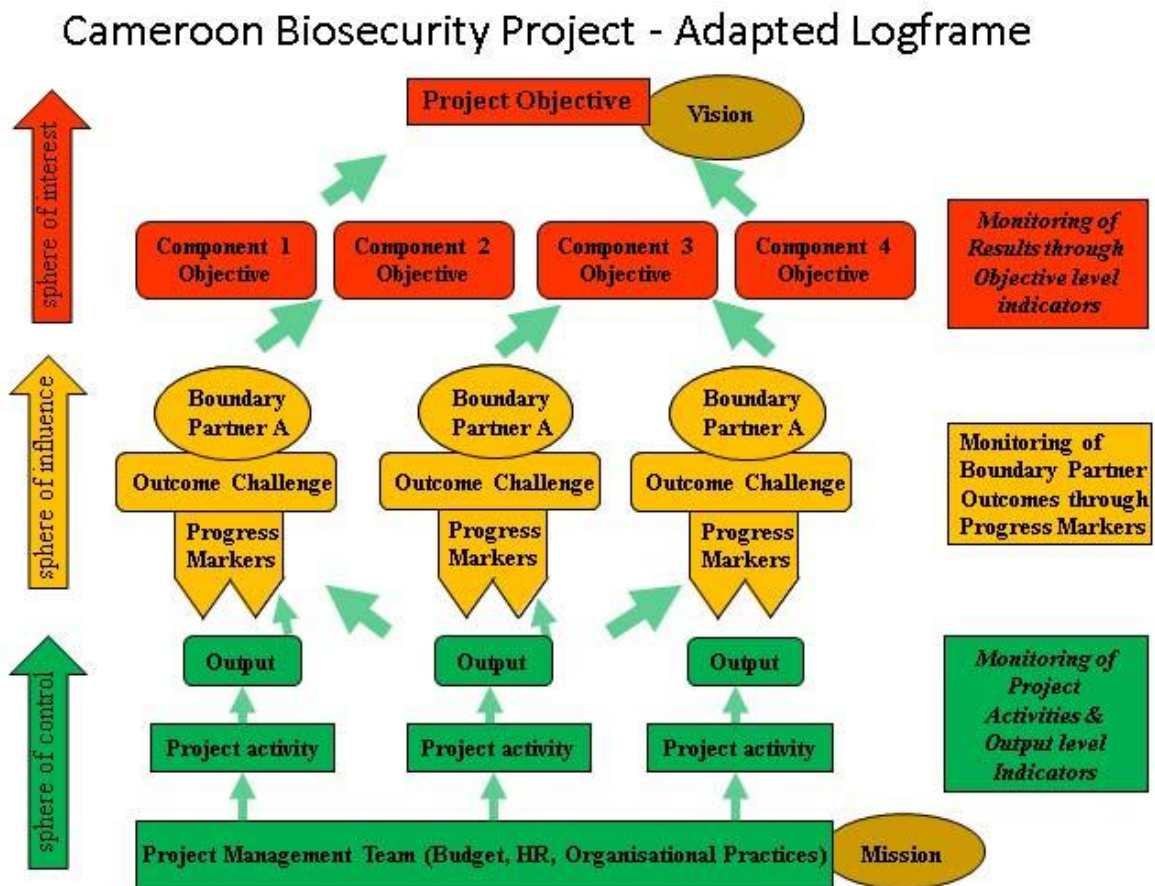 Cameroon Biosecurity Project - Adapted Logframe
sphere of interest
Project Objective
Vision
Component 1
Objective
Component 2
Objective
Component 3
Objective
Component 4
Objective
Monitoring of
Results through
Objective level
indicators
sphere of influence
Boundary
Partner A
Outcome Challenge
Progress
Markers
Boundary
Partner A
Outcome Challenge
Progress
Markers
Boundary
Partner A
Outcome Challenge
Progress
Markers
Monitoring of
Boundary Partner
Outcomes through
Progress Markers
sphere of control
Output
Output
Output
Project activity
Project activity
Project activity
Monitoring of
Project
Activities &
Output level
Indicators
Project Management Team (Budget, HR, Organisational Practices)
Mission